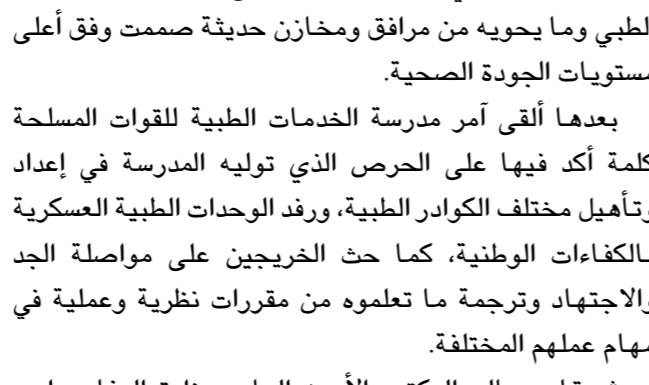 الطبي وما يحويه من مرافق ومخازن حديثة صممت وفق أعلى
مستويات الجودة الصحية.
بعدها ألقى آمر مدرسة الخدمات الطبية للقوات المسلحة
كلمة أكد فيها على الحرص الذي توليه المدرسة في إعداد
وتأهيل مختلف الكوادر الطبية، ورفد الوحدات الطبية العسكرية
بالكفاءات الوطنية، كما حث الخريجين على مواصلة الجد
والاجتهاد وترجمة ما تعلموه من مقررات نظرية وعملية في
مهام عملهم المختلفة.